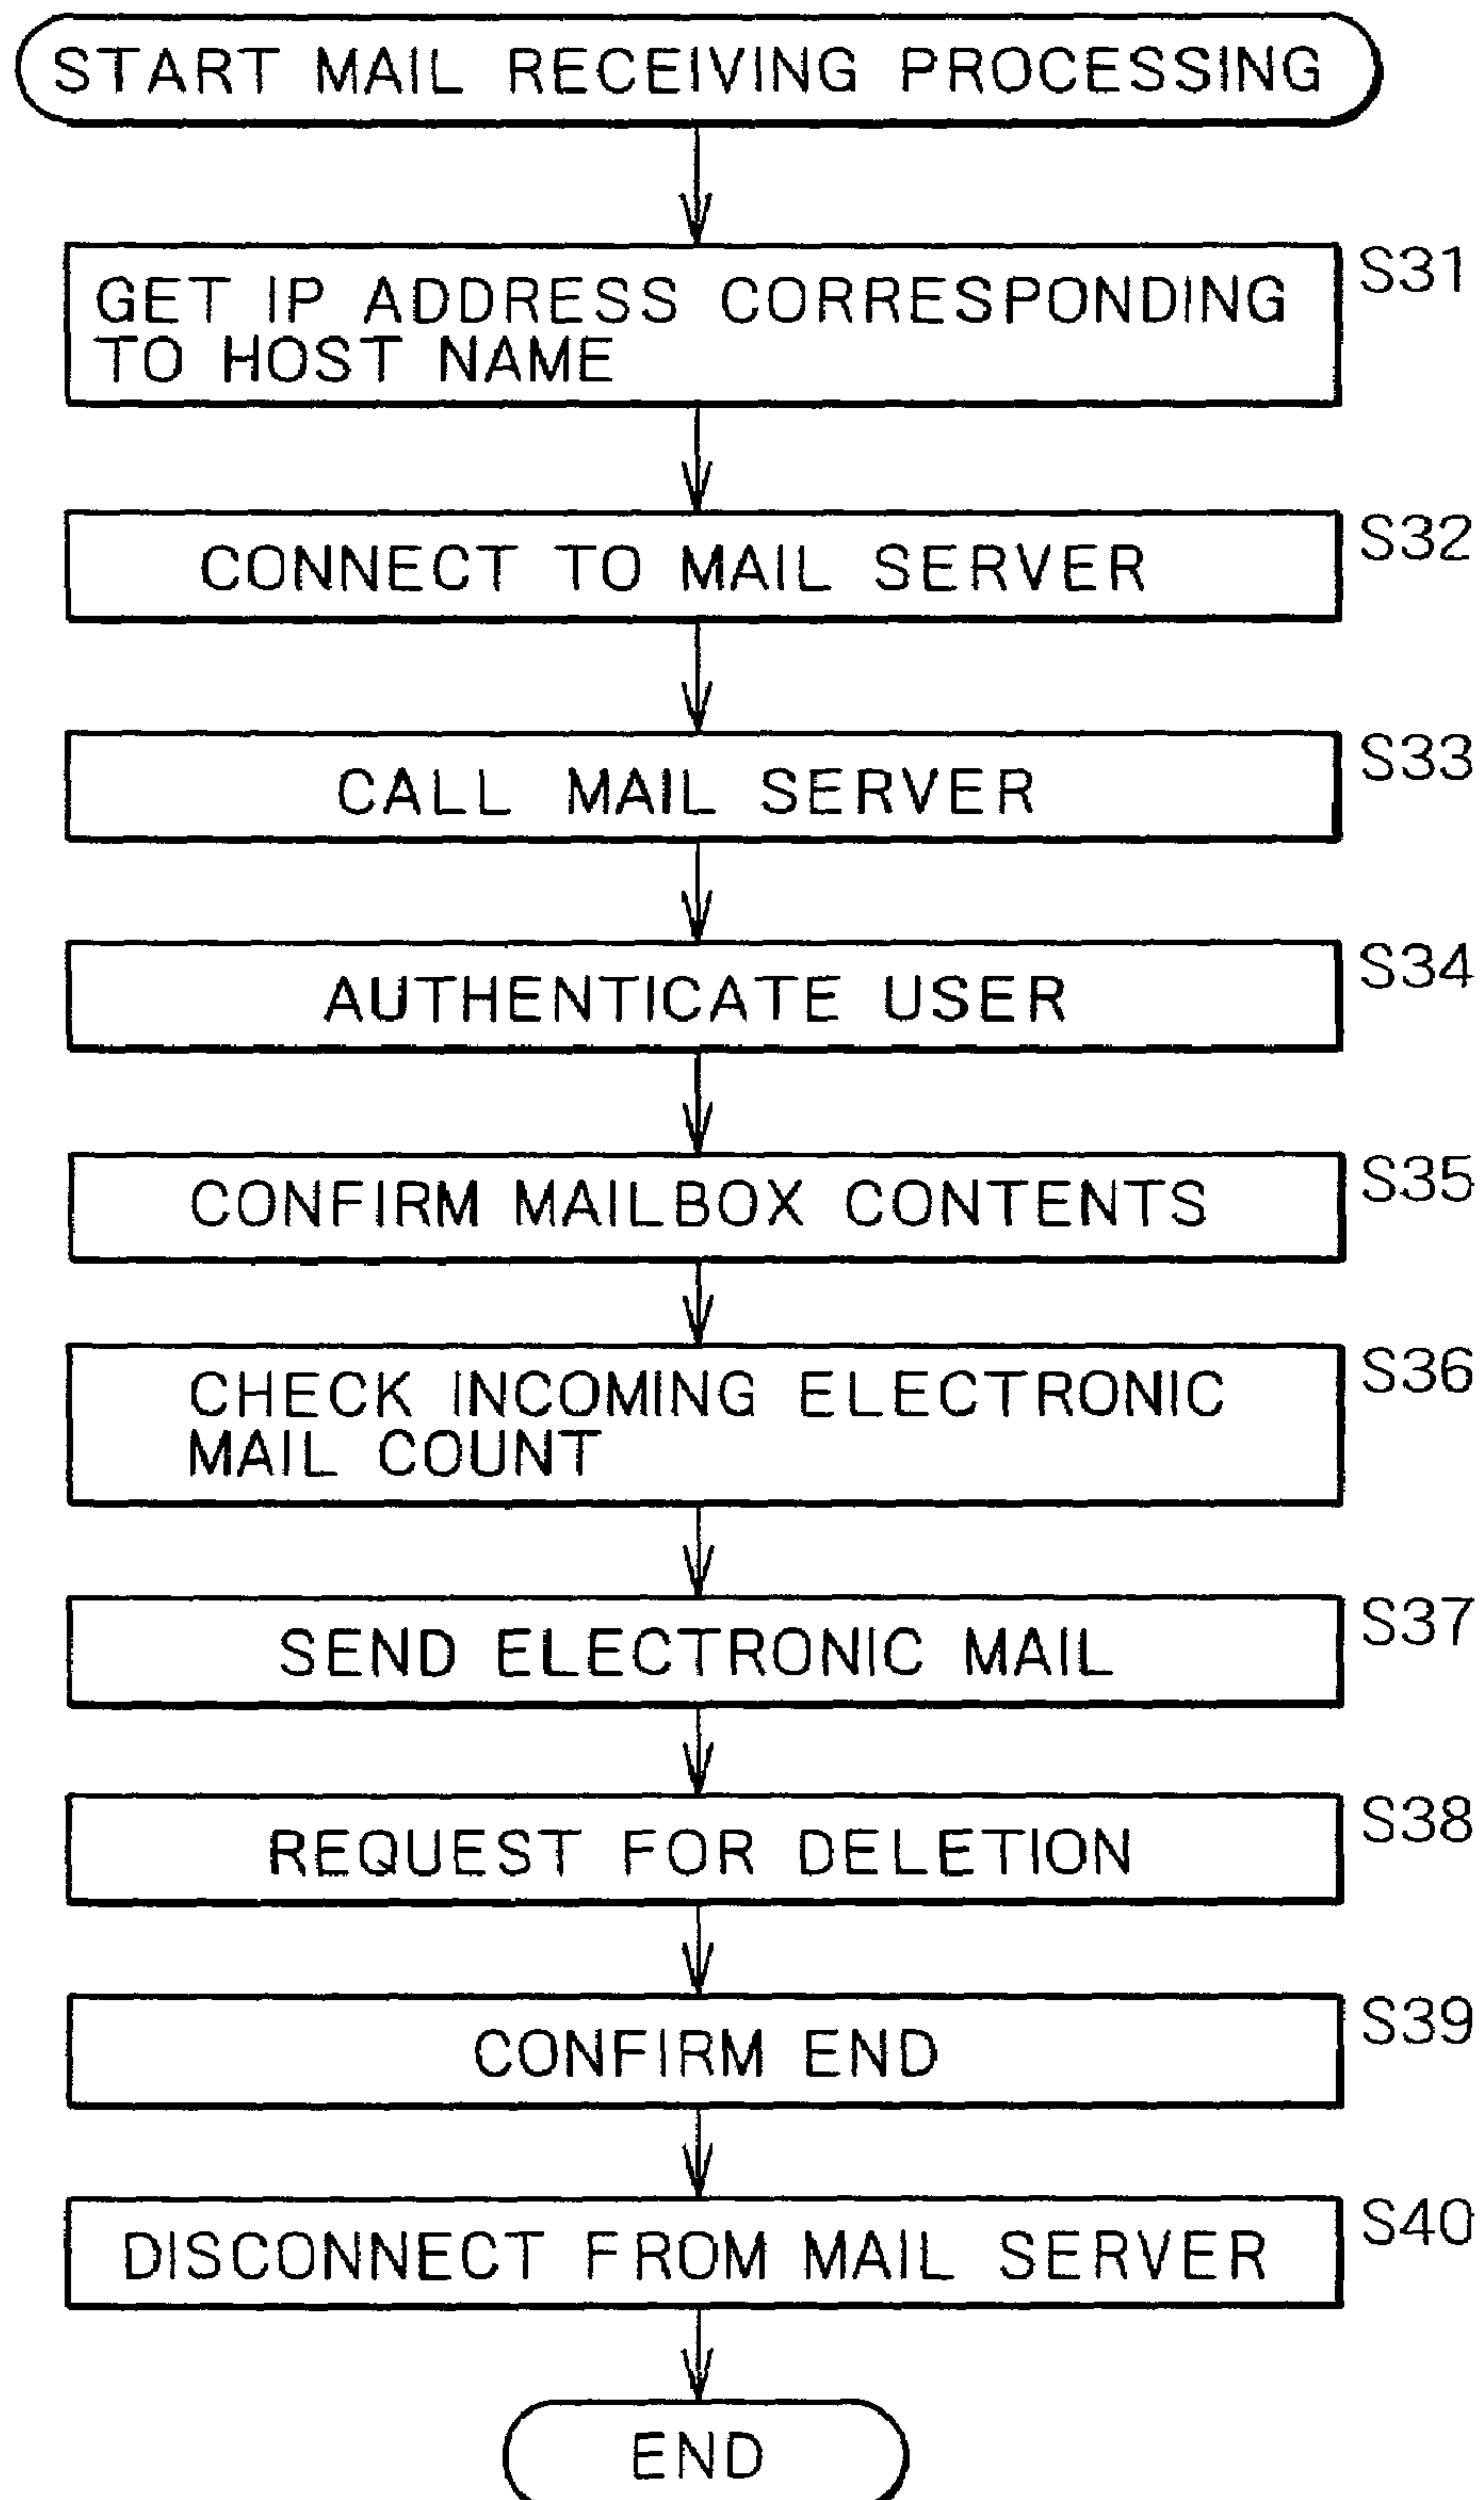 START MAIL RECEIVING PROCESSING
S31
GET IP ADDRESS CORRESPONDING
TO HOST NAME
S32
CONNECT TO MAIL SERVER
S33
CALL MAIL SERVER
S34
AUTHENTICATE USER
S35
CONFIRM MAILBOX CONTENTS
S36
CHECK INCOMING ELECTRONIC
MAIL COUNT
S37
SEND ELECTRONIC MAIL
S38
REQUEST FOR DELETION
S39
CONFIRM END
S40
DISCONNECT FROM MAIL SERVER
END